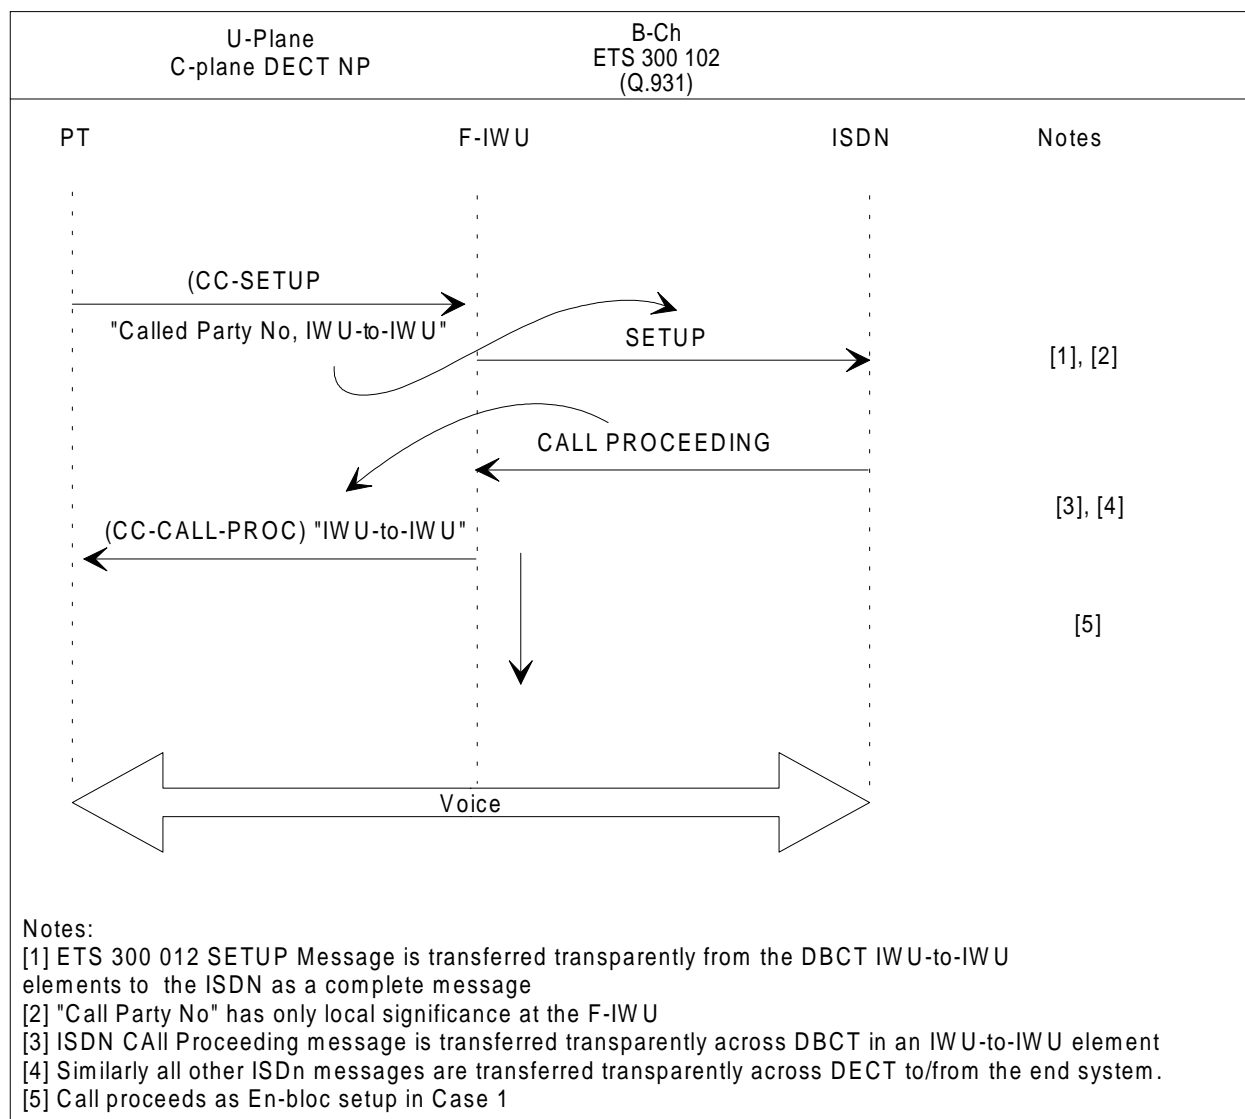 U-Plane
C-plane DECT NP
B-Ch
ETS 300 102
(Q.931)
PT
F-IWU
ISDN
Notes
(CC-SETUP
"Called Party No, IWU-to-IWU"
SETUP
[1], [2]
CALL PROCEEDING
[3], [4]
(CC-CALL-PROC) "IWU-to-IWU"
[5]
Voice
Notes:
[1] ETS 300 012 SETUP Message is transferred transparently from the DBCT IWU-to-IWU
elements to the ISDN as a complete message
[2] "Call Party No" has only local significance at the F-IWU
[3] ISDN CAll Proceeding message is transferred transparently across DBCT in an IWU-to-IWU element
[4] Similarly all other ISDn messages are transferred transparently across DECT to/from the end system.
[5] Call proceeds as En-bloc setup in Case 1